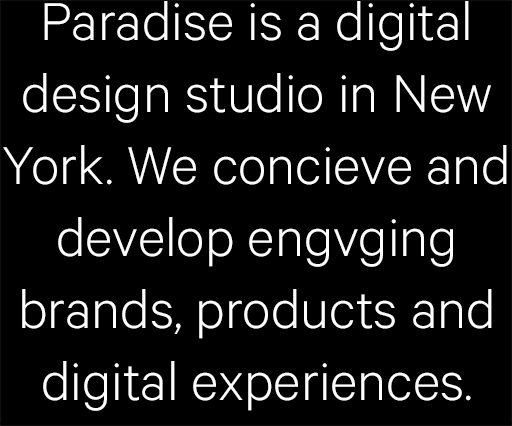 Paradise is a digital
design studio in New
York. We concieve and
develop engvging
brands, products and
digital experiences.